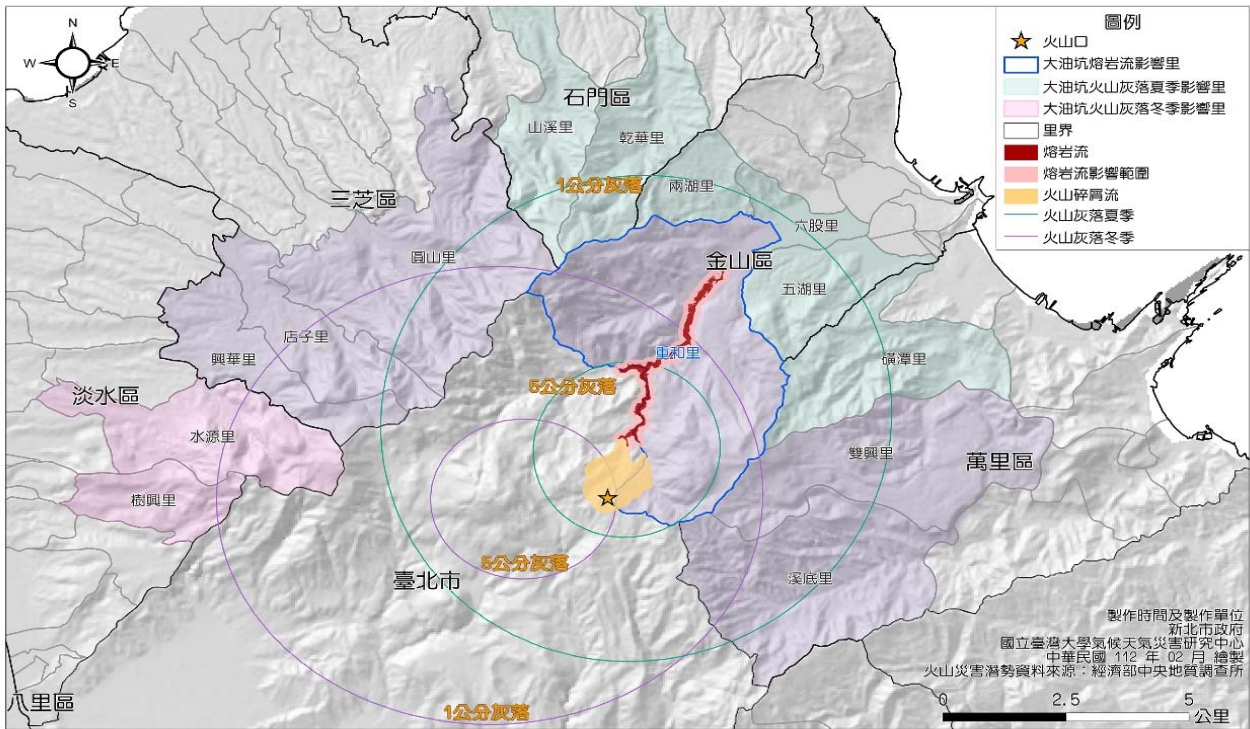 圖例
火山口
大油坑熔岩流影響里
大油坑火山灰落夏季影響里
大油坑火山灰落冬季影響里
里界
熔岩流
熔岩流影響範圍
火山碎屑流
火山灰落夏季
火山灰落冬季
N
W
E
S
石門區
山溪里
乾華里
1公分灰落
兩湖里
三芝區
六股里
圓山里
金山區
五湖里
店子里
重和里
興華里
磺潭里
5公分灰落
淡水區
水源里
雙興里
萬里區
樹興里
5公分灰落
臺北市
溪底里
八里區
1公分灰落
製作時間及製作單位
新北市政府
國立臺灣大學氣候天氣災害研究中心
中華民國 112 年 02 月 繪製
火山災害潛勢資料來源：經濟部中央地質調查所
0 2.5 5
公里